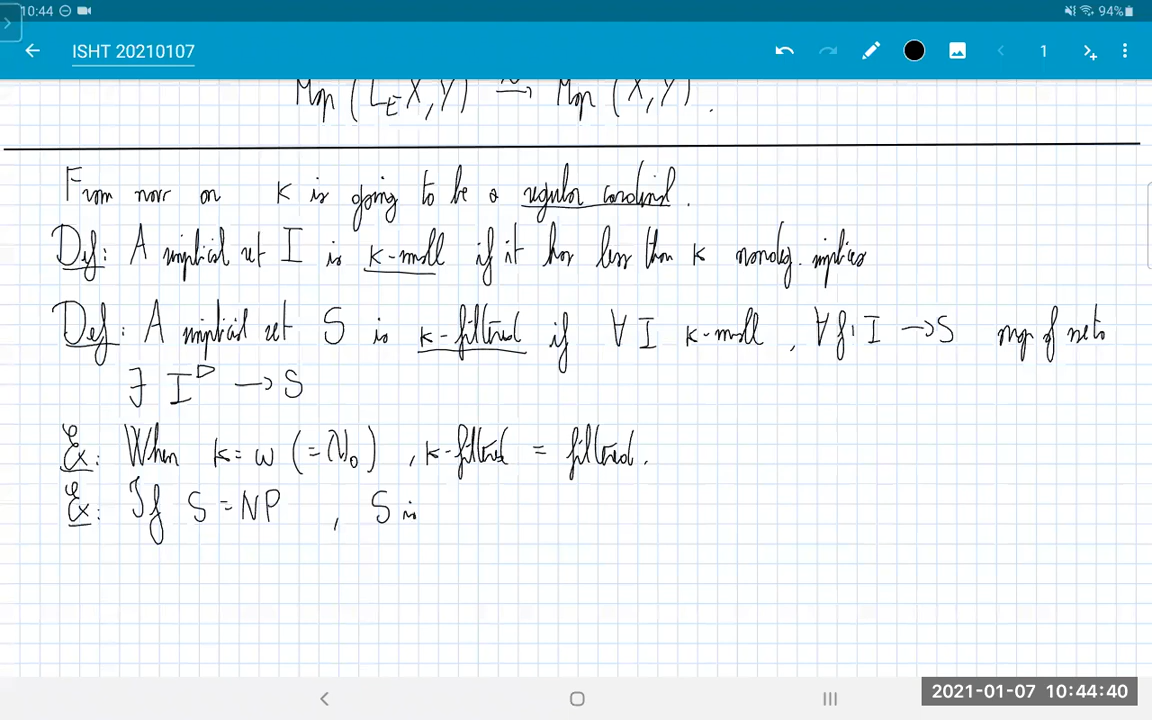 10:44 94%
ISHT 20210107 1
Map (L_E X, Y) → Map (X, Y).
From now on κ is going to be a regular cardinal.
Def: A simplicial set I is κ-small if it has less than κ nondeg. simplices
Def: A simplicial set S is κ-filtered if ∀ I κ-small, ∀ f: I → S map of ssets
∃ I^▷ → S
Ex: When κ = ω (= ℵ₀), κ-filtered = filtered.
Ex: If S = NP, S is
2021-01-07 10:44:40